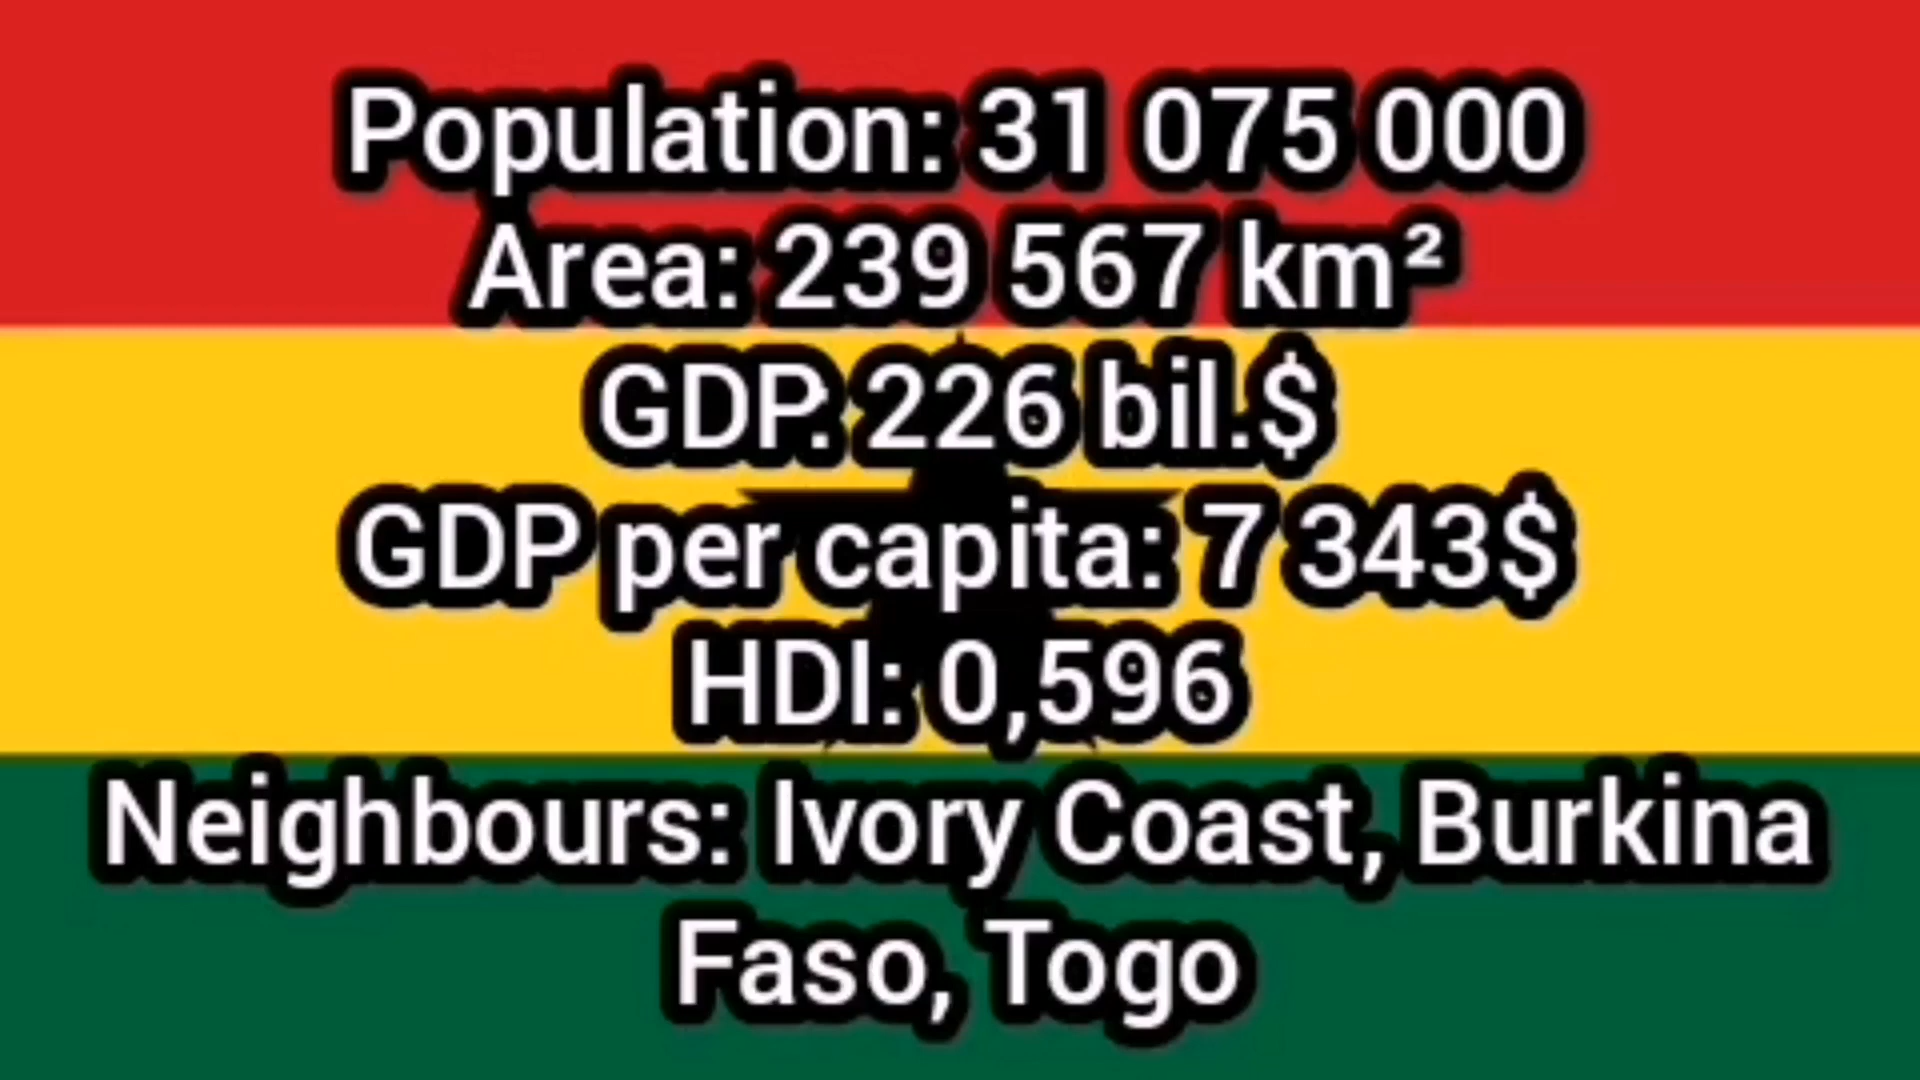 Population: 31 075 000
Area: 239 567 km²
GDP: 226 bil.$
GDP per capita: 7 343$
HDI: 0,596
Neighbours: Ivory Coast, Burkina
Faso, Togo